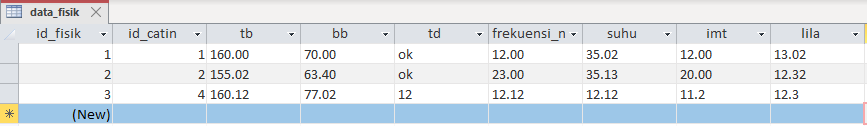 data_fisik
id_fisik id_catin tb bb td frekuensi_n suhu imt lila
1 1 160.00 70.00 ok 12.00 35.02 12.00 13.02
2 2 155.02 63.40 ok 23.00 35.13 20.00 12.32
3 4 160.12 77.02 12 12.12 12.12 11.2 12.3
(New)